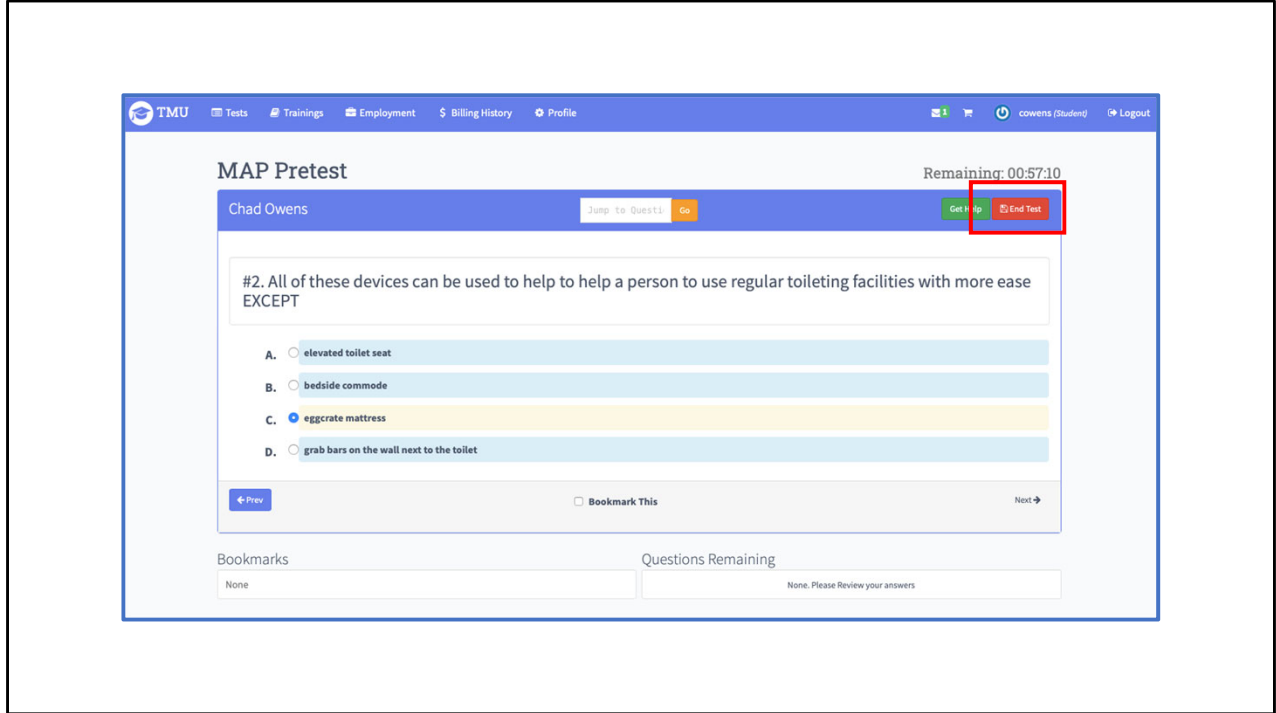 TMU Tests Trainings Employment $ Billing History Profile 1 cowens (Student) Logout
MAP Pretest
Remaining: 00:57:10
Chad Owens
Jump to Questi
Go
Get Help
End Test
#2. All of these devices can be used to help to help a person to use regular toileting facilities with more ease
EXCEPT
A. elevated toilet seat
B. bedside commode
C. eggcrate mattress
D. grab bars on the wall next to the toilet
Prev
Bookmark This
Next
Bookmarks
None
Questions Remaining
None. Please Review your answers